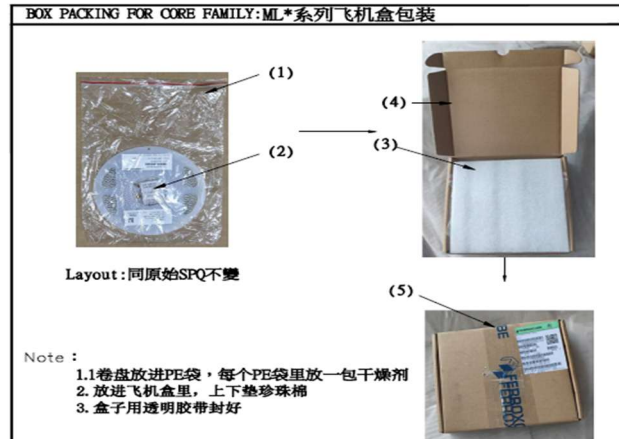 BOX PACKING FOR CORE FAMILY:ML*系列飞机盒包装
(1)
(2)
(4)
(3)
Layout:同原始SPQ不變
(5)
FERROXC
BE
Note：
1.1卷盘放进PE袋，每个PE袋里放一包干燥剂
2.放进飞机盒里，上下垫珍珠棉
3.盒子用透明胶带封好